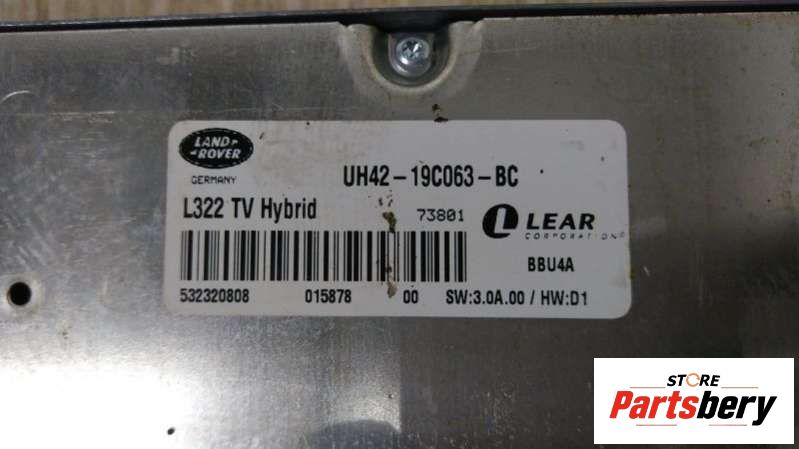 LAND ROVER
GERMANY
UH42-19C063-BC
L322 TV Hybrid
73801
LEAR
CORPORATION
BBU4A
532320808 015878 00 SW:3.0A.00 / HW:D1
STORE
Partsbery